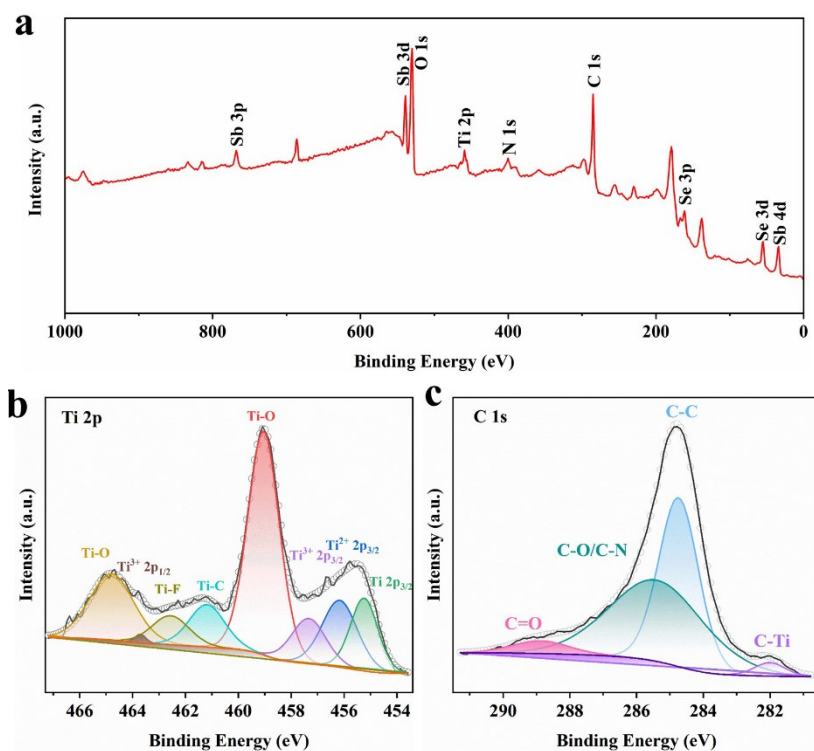 a
Intensity (a.u.)
Sb 3p
Sb 3d
O 1s
Ti 2p
N 1s
C 1s
Se 3p
Se 3d
Sb 4d
1000
800
600
400
200
0
Binding Energy (eV)
b
Ti 2p
Intensity (a.u.)
Ti-O
Ti³⁺ 2p₁/₂
Ti-F
Ti-C
Ti-O
Ti³⁺ 2p₃/₂
Ti²⁺ 2p₃/₂
Ti 2p₃/₂
466
464
462
460
458
456
454
Binding Energy (eV)
c
C 1s
Intensity (a.u.)
C=O
C-O/C-N
C-C
C-Ti
290
288
286
284
282
Binding Energy (eV)